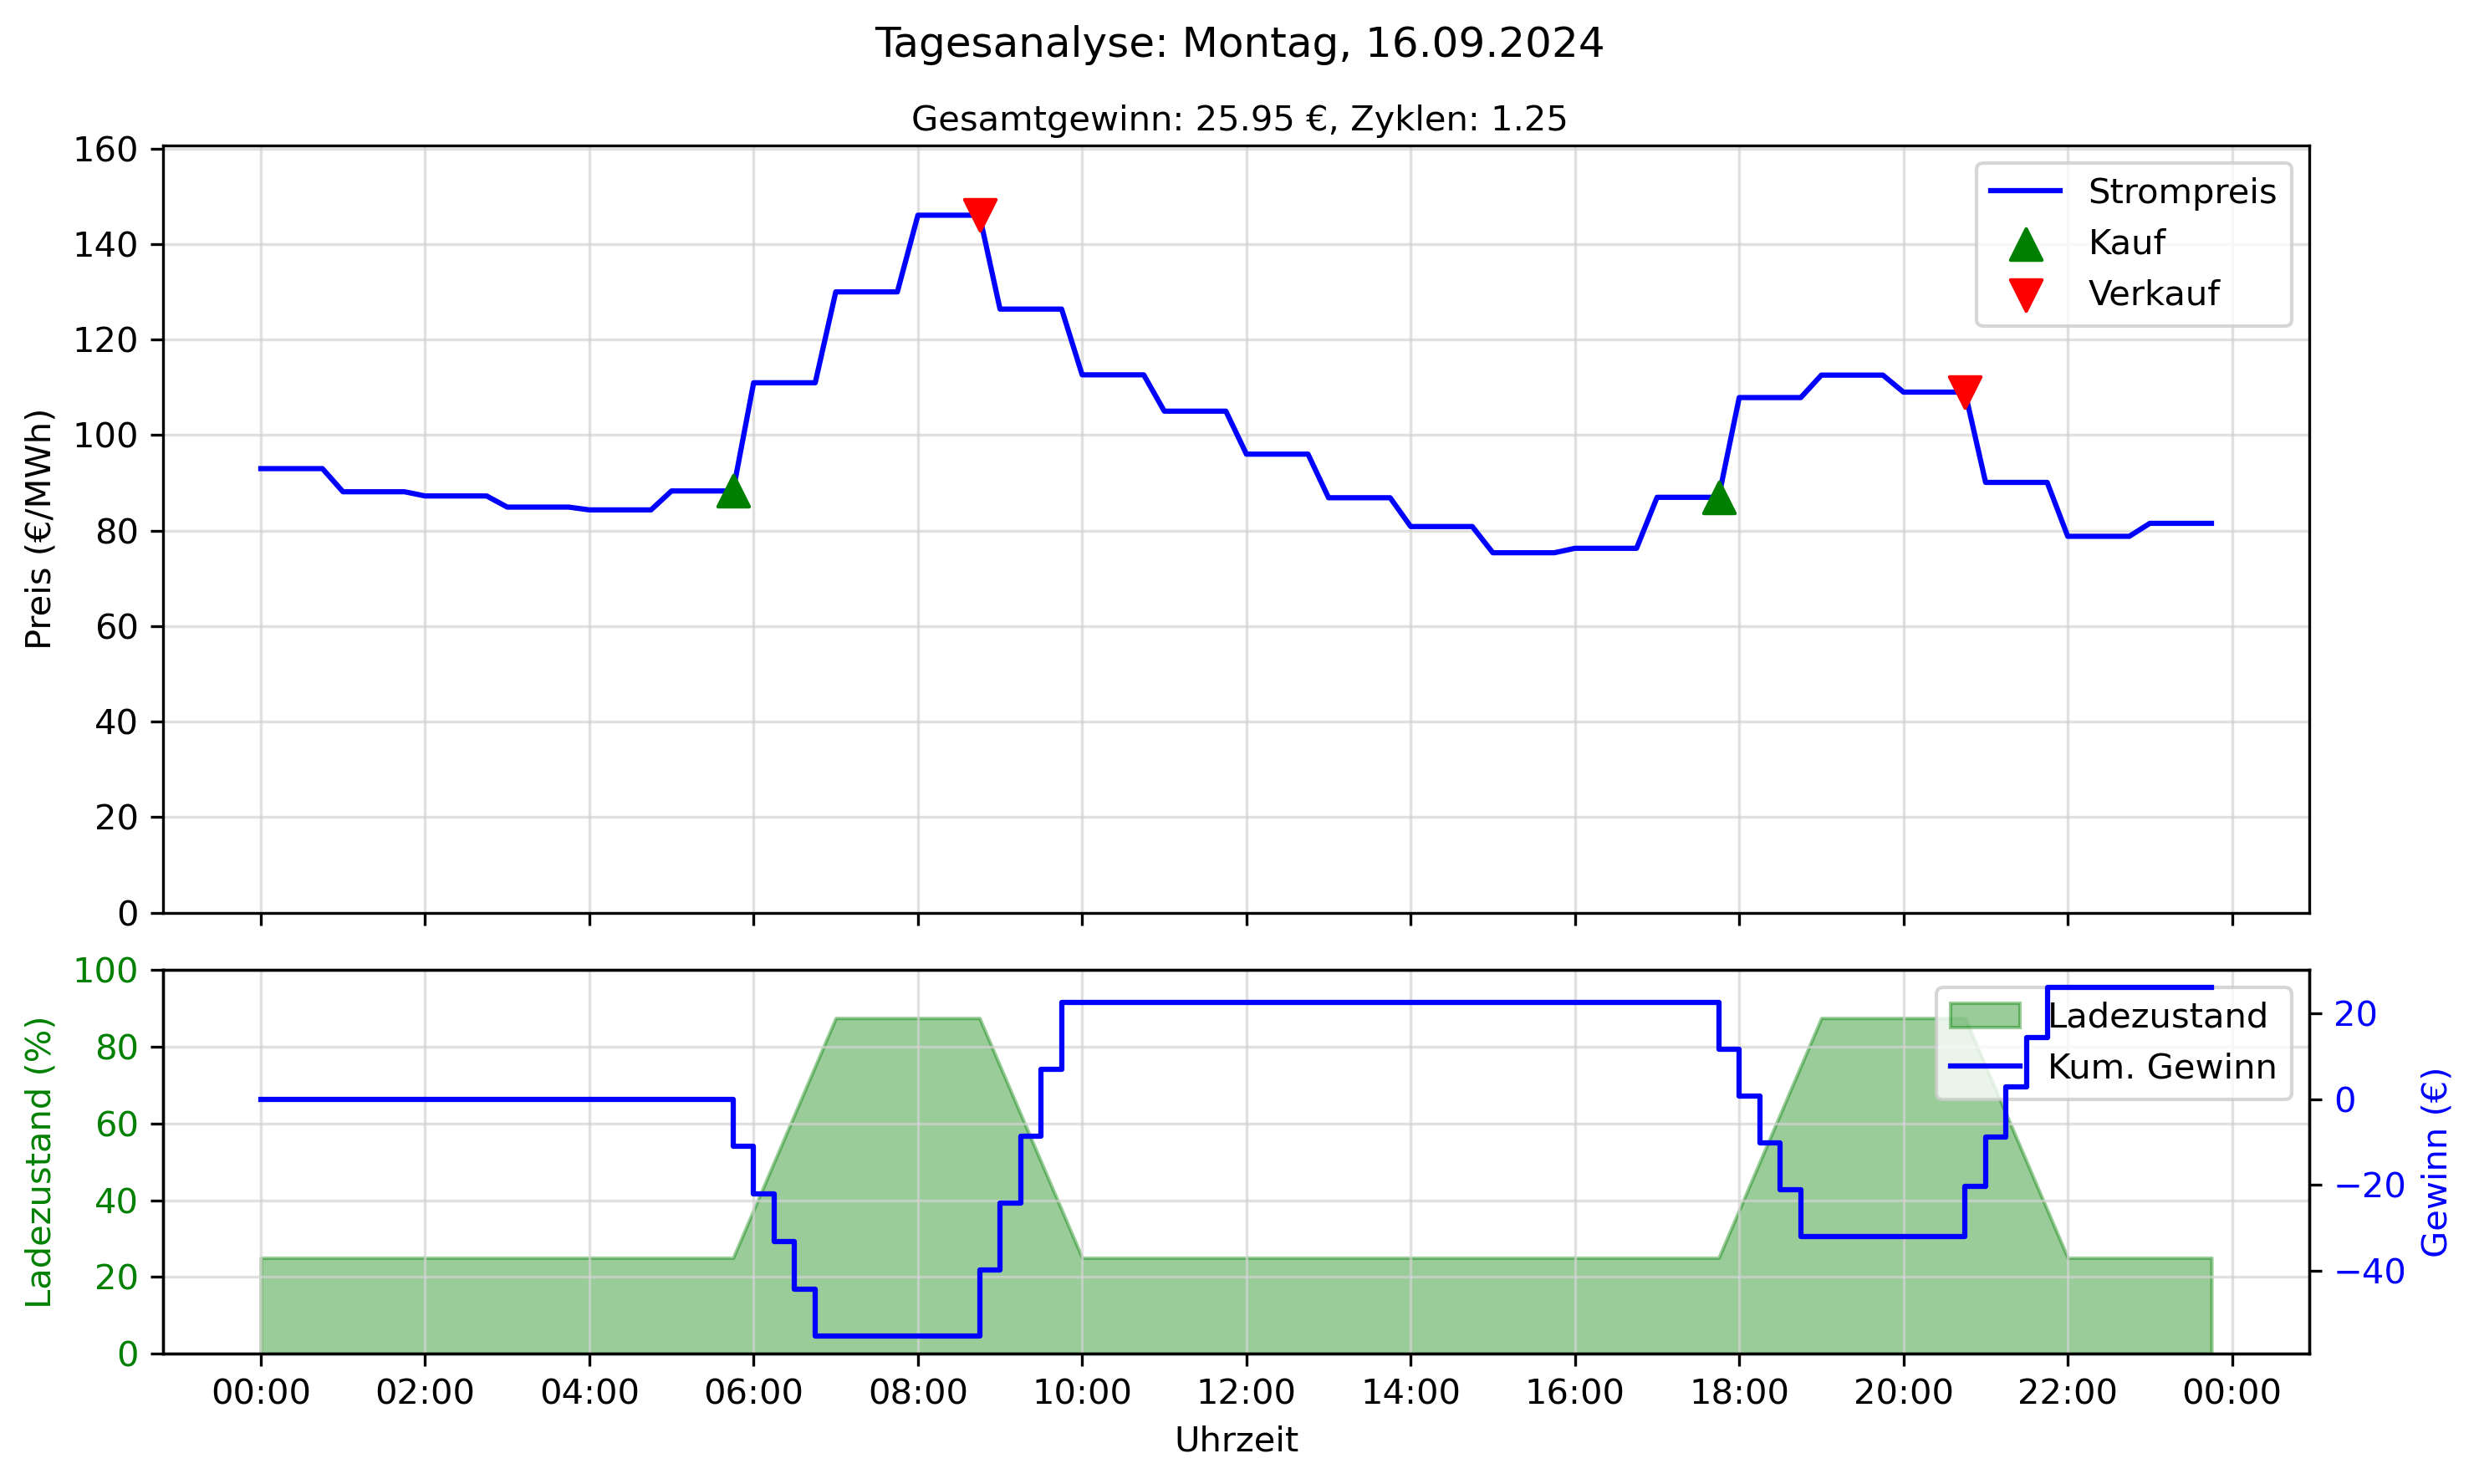 Tagesanalyse: Montag, 16.09.2024
Gesamtgewinn: 25.95 €, Zyklen: 1.25
Preis (€/MWh)
160
140
120
100
80
60
40
20
0
Strompreis
Kauf
Verkauf
Ladezustand (%)
100
80
60
40
20
0
Ladezustand
Kum. Gewinn
20
0
−20
−40
Gewinn (€)
00:00 02:00 04:00 06:00 08:00 10:00 12:00 14:00 16:00 18:00 20:00 22:00 00:00
Uhrzeit